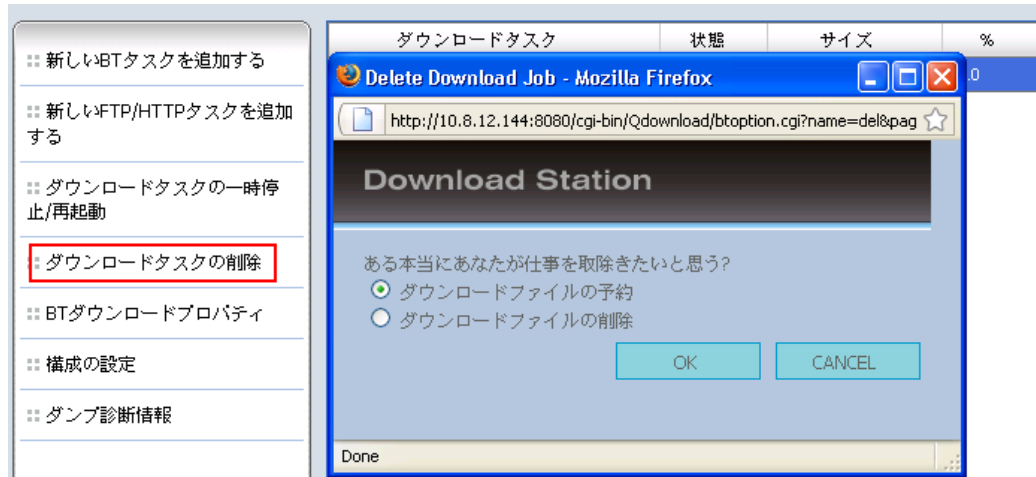 新しいBTタスクを追加する
新しいFTP/HTTPタスクを追加
する
ダウンロードタスクの一時停
止/再起動
ダウンロードタスクの削除
BTダウンロードプロパティ
構成の設定
ダンプ診断情報
ダウンロードタスク 状態 サイズ %
.0
Delete Download Job - Mozilla Firefox
http://10.8.12.144:8080/cgi-bin/Qdownload/btoption.cgi?name=del&pag
Download Station
ある本当にあなたが仕事を取除きたいと思う?
ダウンロードファイルの予約
ダウンロードファイルの削除
OK CANCEL
Done